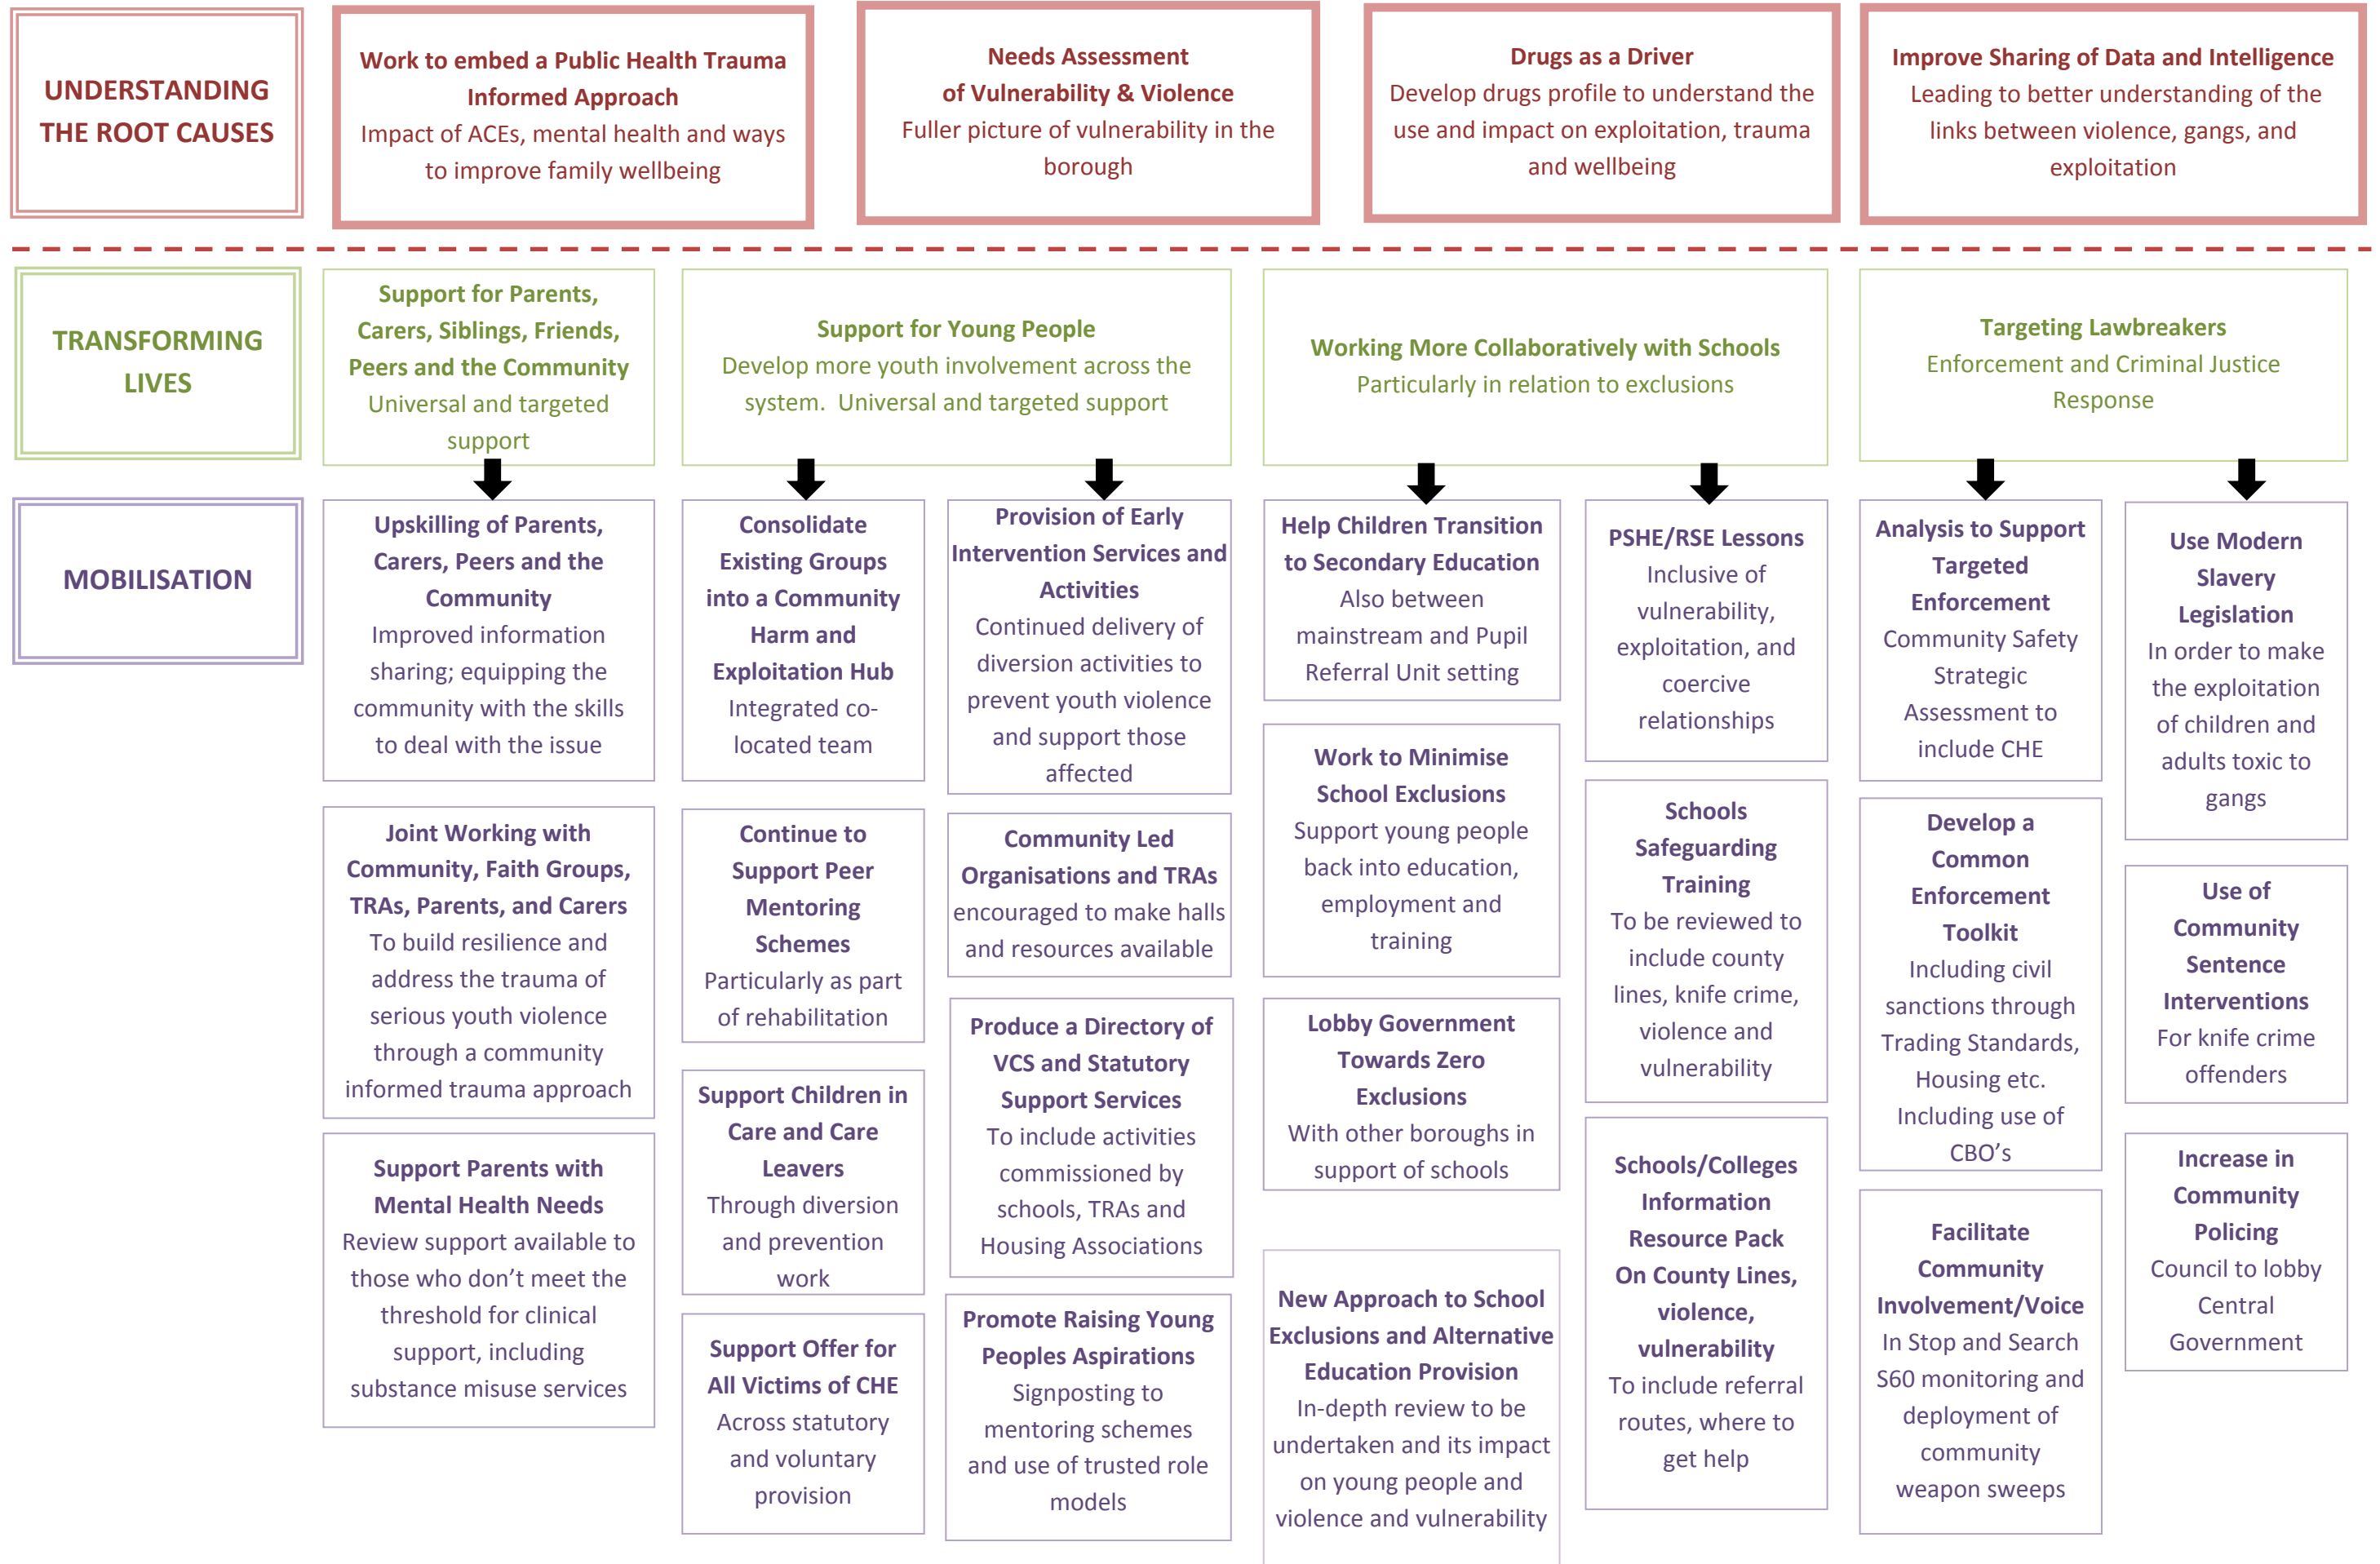 UNDERSTANDING
THE ROOT CAUSES
Work to embed a Public Health Trauma
Informed Approach
Impact of ACEs, mental health and ways
to improve family wellbeing
Needs Assessment
of Vulnerability & Violence
Fuller picture of vulnerability in the
borough
Drugs as a Driver
Develop drugs profile to understand the
use and impact on exploitation, trauma
and wellbeing
Improve Sharing of Data and Intelligence
Leading to better understanding of the
links between violence, gangs, and
exploitation
TRANSFORMING
LIVES
Support for Parents,
Carers, Siblings, Friends,
Peers and the Community
Universal and targeted
support
Support for Young People
Develop more youth involvement across the
system.  Universal and targeted support
Working More Collaboratively with Schools
Particularly in relation to exclusions
Targeting Lawbreakers
Enforcement and Criminal Justice
Response
MOBILISATION
Upskilling of Parents,
Carers, Peers and the
Community
Improved information
sharing; equipping the
community with the skills
to deal with the issue
Joint Working with
Community, Faith Groups,
TRAs, Parents, and Carers
To build resilience and
address the trauma of
serious youth violence
through a community
informed trauma approach
Support Parents with
Mental Health Needs
Review support available to
those who don't meet the
threshold for clinical
support, including
substance misuse services
Consolidate
Existing Groups
into a Community
Harm and
Exploitation Hub
Integrated co-
located team
Continue to
Support Peer
Mentoring
Schemes
Particularly as part
of rehabilitation
Support Children in
Care and Care
Leavers
Through diversion
and prevention
work
Support Offer for
All Victims of CHE
Across statutory
and voluntary
provision
Provision of Early
Intervention Services and
Activities
Continued delivery of
diversion activities to
prevent youth violence
and support those
affected
Community Led
Organisations and TRAs
encouraged to make halls
and resources available
Produce a Directory of
VCS and Statutory
Support Services
To include activities
commissioned by
schools, TRAs and
Housing Associations
Promote Raising Young
Peoples Aspirations
Signposting to
mentoring schemes
and use of trusted role
models
Help Children Transition
to Secondary Education
Also between
mainstream and Pupil
Referral Unit setting
Work to Minimise
School Exclusions
Support young people
back into education,
employment and
training
Lobby Government
Towards Zero
Exclusions
With other boroughs in
support of schools
New Approach to School
Exclusions and Alternative
Education Provision
In-depth review to be
undertaken and its impact
on young people and
violence and vulnerability
PSHE/RSE Lessons
Inclusive of
vulnerability,
exploitation, and
coercive
relationships
Schools
Safeguarding
Training
To be reviewed to
include county
lines, knife crime,
violence and
vulnerability
Schools/Colleges
Information
Resource Pack
On County Lines,
violence,
vulnerability
To include referral
routes, where to
get help
Analysis to Support
Targeted
Enforcement
Community Safety
Strategic
Assessment to
include CHE
Develop a
Common
Enforcement
Toolkit
Including civil
sanctions through
Trading Standards,
Housing etc.
Including use of
CBO's
Facilitate
Community
Involvement/Voice
In Stop and Search
S60 monitoring and
deployment of
community
weapon sweeps
Use Modern
Slavery
Legislation
In order to make
the exploitation
of children and
adults toxic to
gangs
Use of
Community
Sentence
Interventions
For knife crime
offenders
Increase in
Community
Policing
Council to lobby
Central
Government